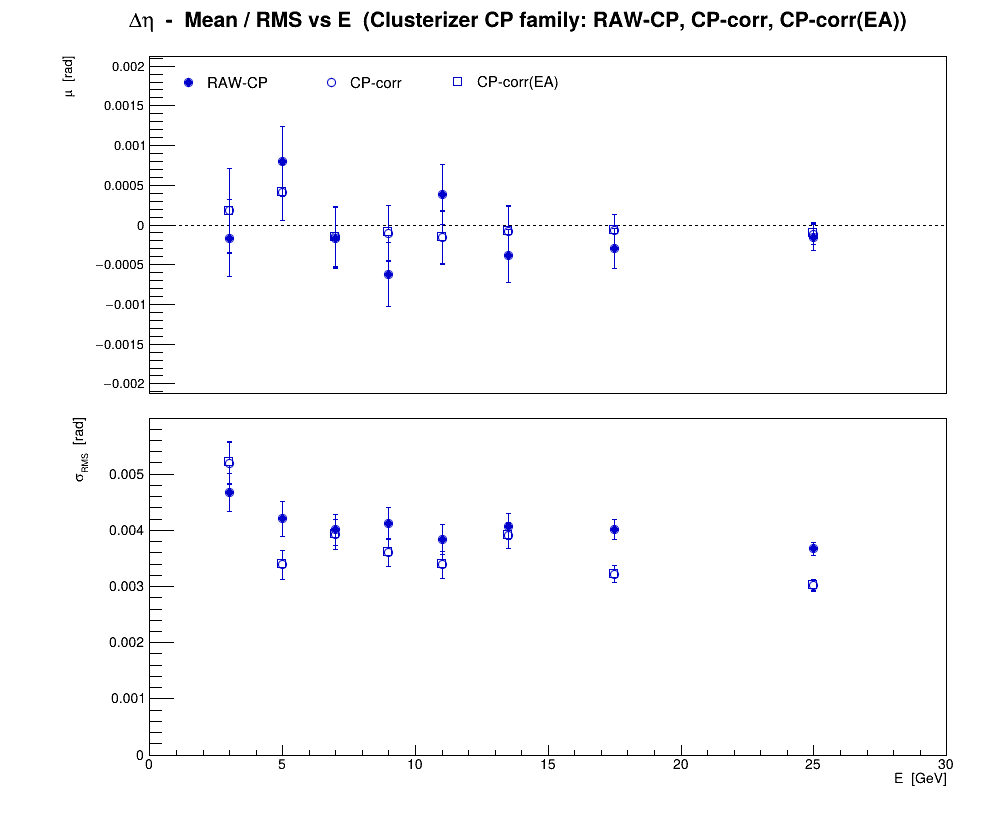 Δη - Mean / RMS vs E (Clusterizer CP family: RAW-CP, CP-corr, CP-corr(EA))
μ [rad]
RAW-CP CP-corr CP-corr(EA)
0.002
0.0015
0.001
0.0005
0
−0.0005
−0.001
−0.0015
−0.002
σRMS [rad]
0.005
0.004
0.003
0.002
0.001
0
0 5 10 15 20 25 30
E [GeV]